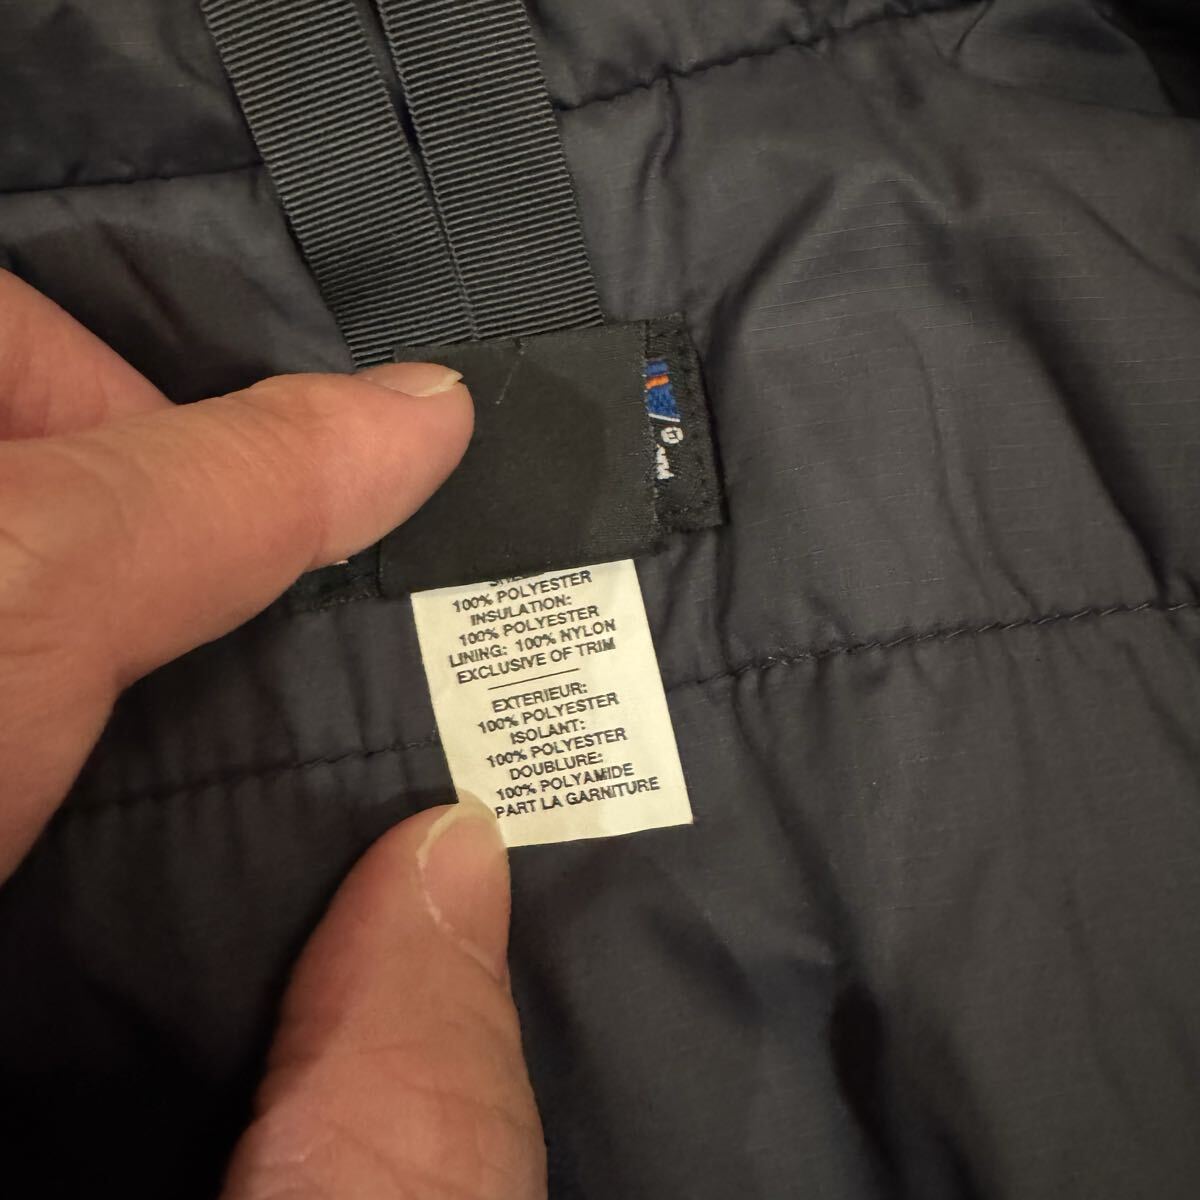 100% POLYESTER
INSULATION:
100% POLYESTER
LINING: 100% NYLON
EXCLUSIVE OF TRIM
EXTERIEUR:
100% POLYESTER
ISOLANT:
100% POLYESTER
DOUBLURE:
100% POLYAMIDE
PART LA GARNITURE